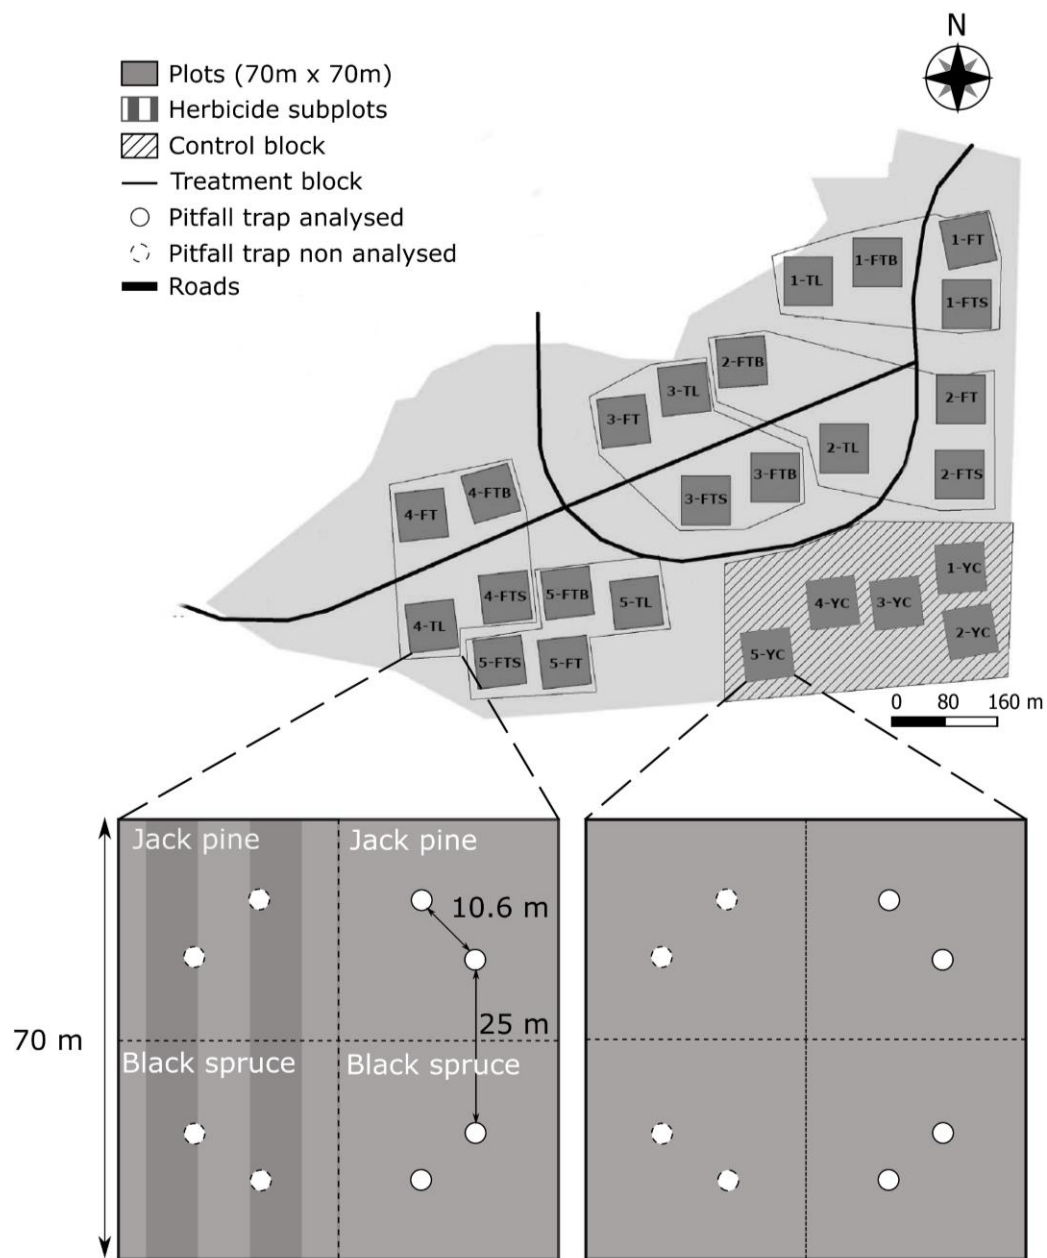 N
Plots (70m x 70m)
Herbicide subplots
Control block
Treatment block
Pitfall trap analysed
Pitfall trap non analysed
Roads
1-FT
1-FTB
1-TL
1-FTS
2-FTB
3-TL
2-FT
3-FT
2-TL
3-FTB
2-FTS
3-FTS
4-FTB
4-FT
1-YC
4-FTS
5-FTB
5-TL
4-YC
3-YC
4-TL
2-YC
5-FTS
5-FT
5-YC
0 80 160 m
Jack pine
Jack pine
10.6 m
25 m
70 m
Black spruce
Black spruce